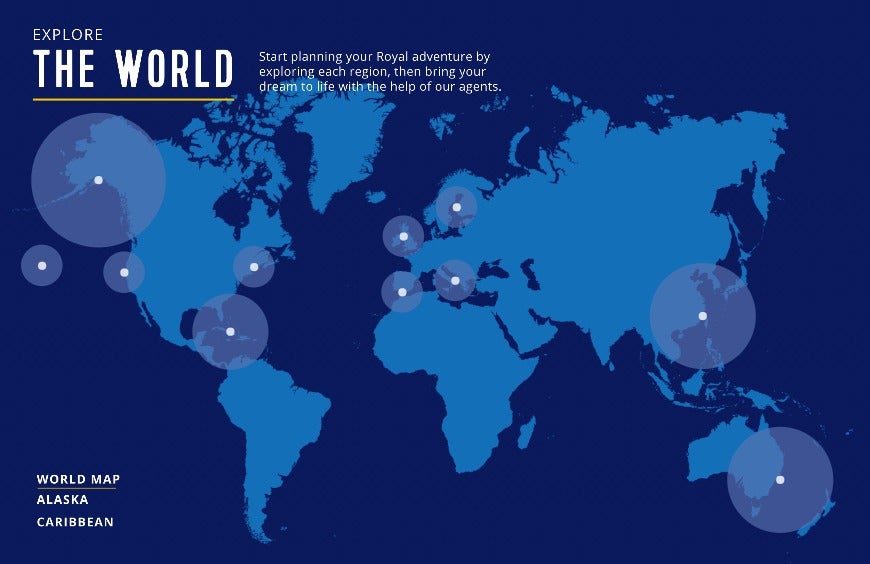 EXPLORE
THE WORLD
Start planning your Royal adventure by
exploring each region, then bring your
dream to life with the help of our agents.
WORLD MAP
ALASKA
CARIBBEAN